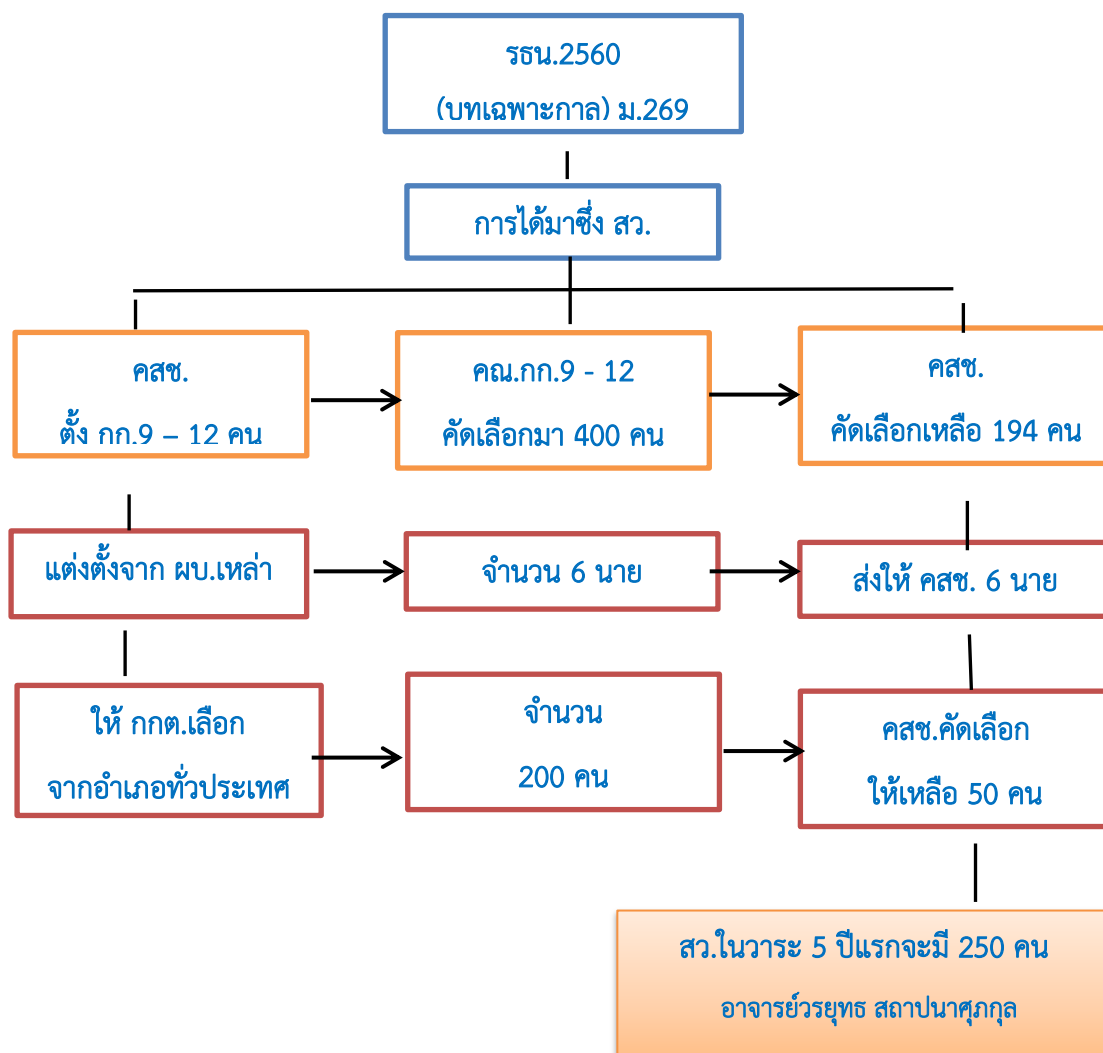 รธน.2560
(บทเฉพาะกาล) ม.269
การได้มาซึ่ง สว.
คสช.
ตั้ง กก.9 – 12 คน
คณ.กก.9 - 12
คัดเลือกมา 400 คน
คสช.
คัดเลือกเหลือ 194 คน
แต่งตั้งจาก ผบ.เหล่า
จำนวน 6 นาย
ส่งให้ คสช. 6 นาย
ให้ กกต.เลือก
จากอำเภอทั่วประเทศ
จำนวน
200 คน
คสช.คัดเลือก
ให้เหลือ 50 คน
สว.ในวาระ 5 ปีแรกจะมี 250 คน
อาจารย์วรยุทธ สถาปนาศุภกุล